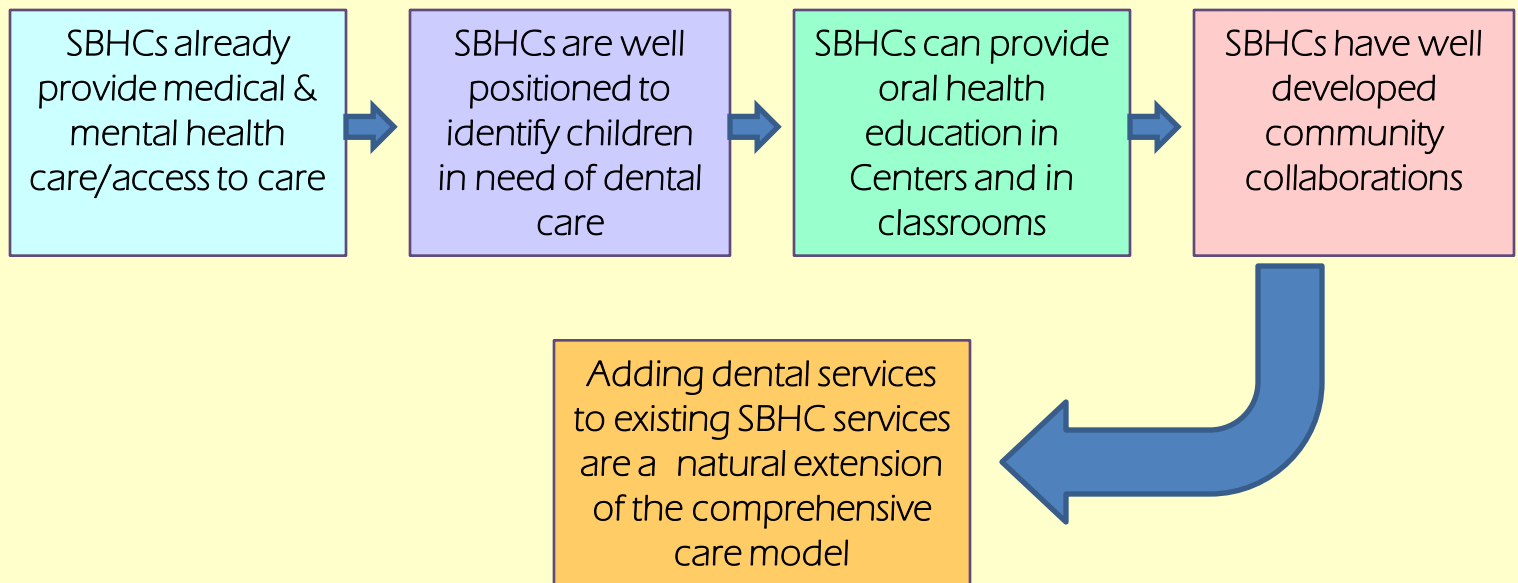 SBHCs already
provide medical &
mental health
care/access to care
SBHCs are well
positioned to
identify children
in need of dental
care
SBHCs can provide
oral health
education in
Centers and in
classrooms
SBHCs have well
developed
community
collaborations
Adding dental services
to existing SBHC services
are a natural extension
of the comprehensive
care model